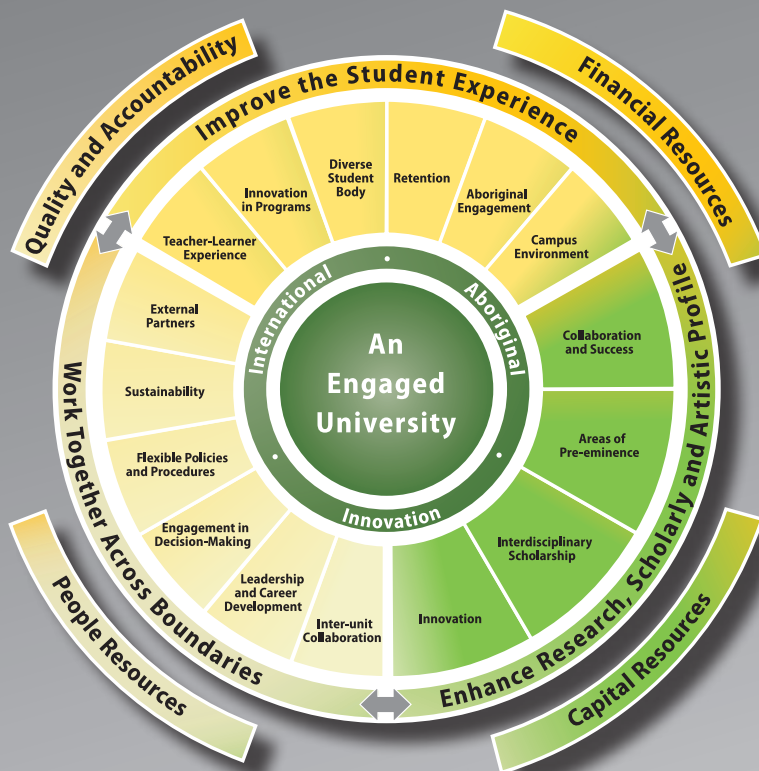 Quality and Accountability
Financial Resources
Improve the Student Experience
Teacher-Learner
Experience
Innovation
in Programs
Diverse
Student
Body
Retention
Aboriginal
Engagement
Campus
Environment
Enhance Research, Scholarly and Artistic Profile
Collaboration
and Success
Areas of
Pre-eminence
Interdisciplinary
Scholarship
Innovation
Work Together Across Boundaries
External
Partners
Sustainability
Flexible Policies
and Procedures
Engagement in
Decision-Making
Leadership
and Career
Development
Inter-unit
Collaboration
International
Aboriginal
Innovation
An
Engaged
University
People Resources
Capital Resources